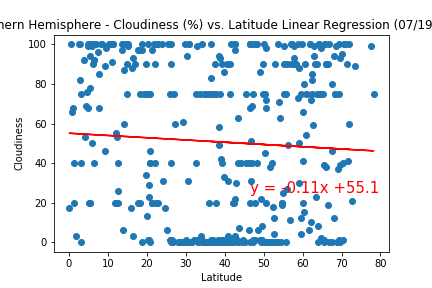 nern Hemisphere - Cloudiness (%) vs. Latitude Linear Regression (07/19
100
80
60
40
20
0
Cloudiness
y = -0.11x +55.1
0 10 20 30 40 50 60 70 80
Latitude